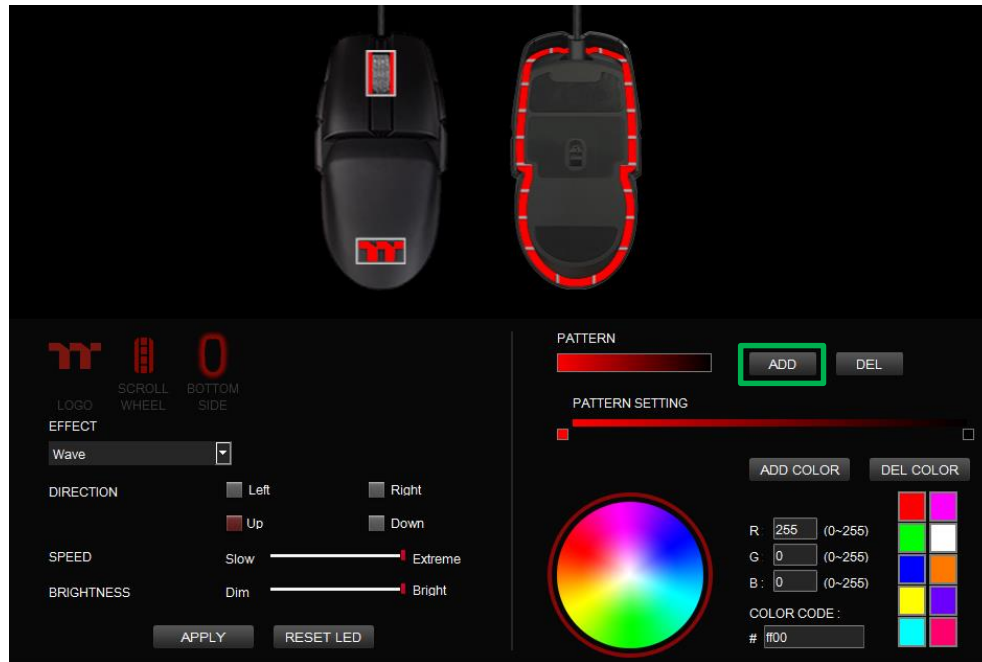 LOGO
SCROLL
WHEEL
BOTTOM
SIDE
EFFECT
Wave
DIRECTION
Left
Right
Up
Down
SPEED
Slow
Extreme
BRIGHTNESS
Dim
Bright
APPLY
RESET LED
PATTERN
ADD
DEL
PATTERN SETTING
ADD COLOR
DEL COLOR
R : 255 (0~255)
G : 0 (0~255)
B : 0 (0~255)
COLOR CODE :
# ff00